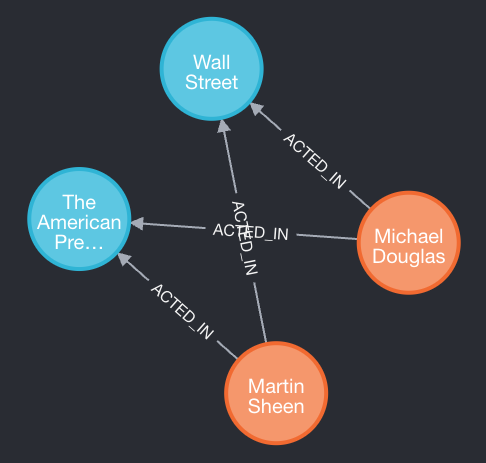 Wall
Street
ACTED_IN
The
American
Pre…
ACTED_IN
ACTED_IN
Michael
Douglas
ACTED_IN
Martin
Sheen